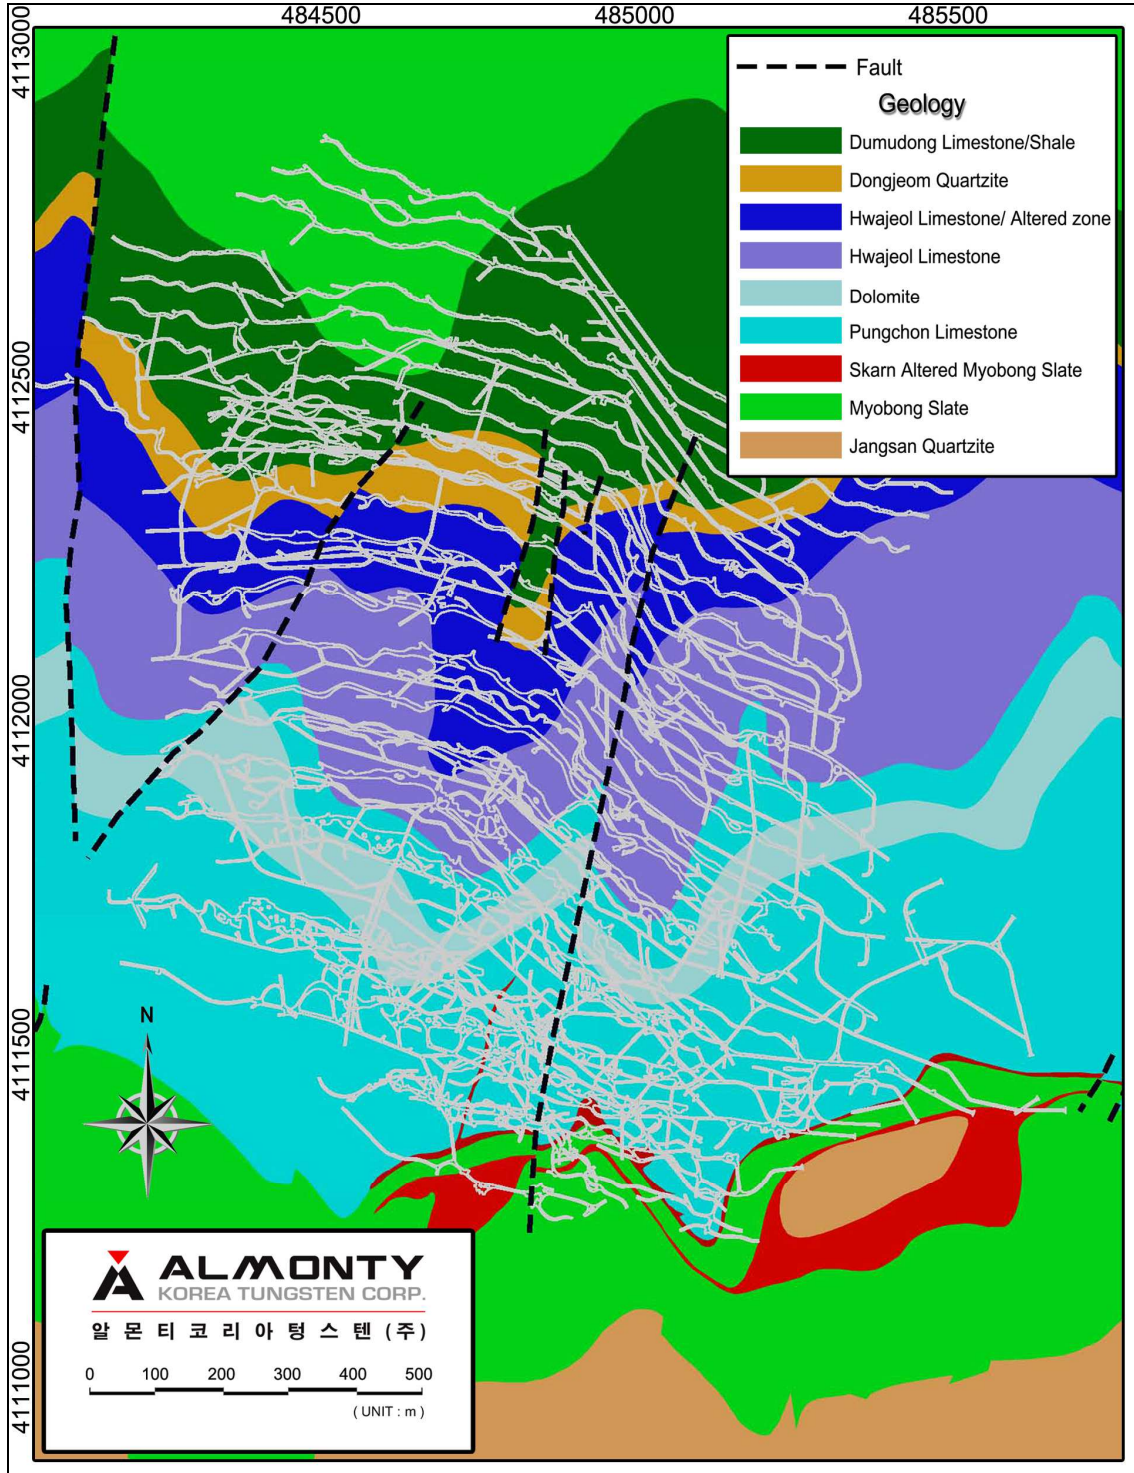 484500 485000 485500
4113000
4112500
4112000
4111500
4111000
Fault
Geology
Dumudong Limestone/Shale
Dongjeom Quartzite
Hwajeol Limestone/ Altered zone
Hwajeol Limestone
Dolomite
Pungchon Limestone
Skarn Altered Myobong Slate
Myobong Slate
Jangsan Quartzite
N
ALMONTY
KOREA TUNGSTEN CORP.
알 몬 티 코 리 아 텅 스 텐 (주)
0 100 200 300 400 500
( UNIT : m )